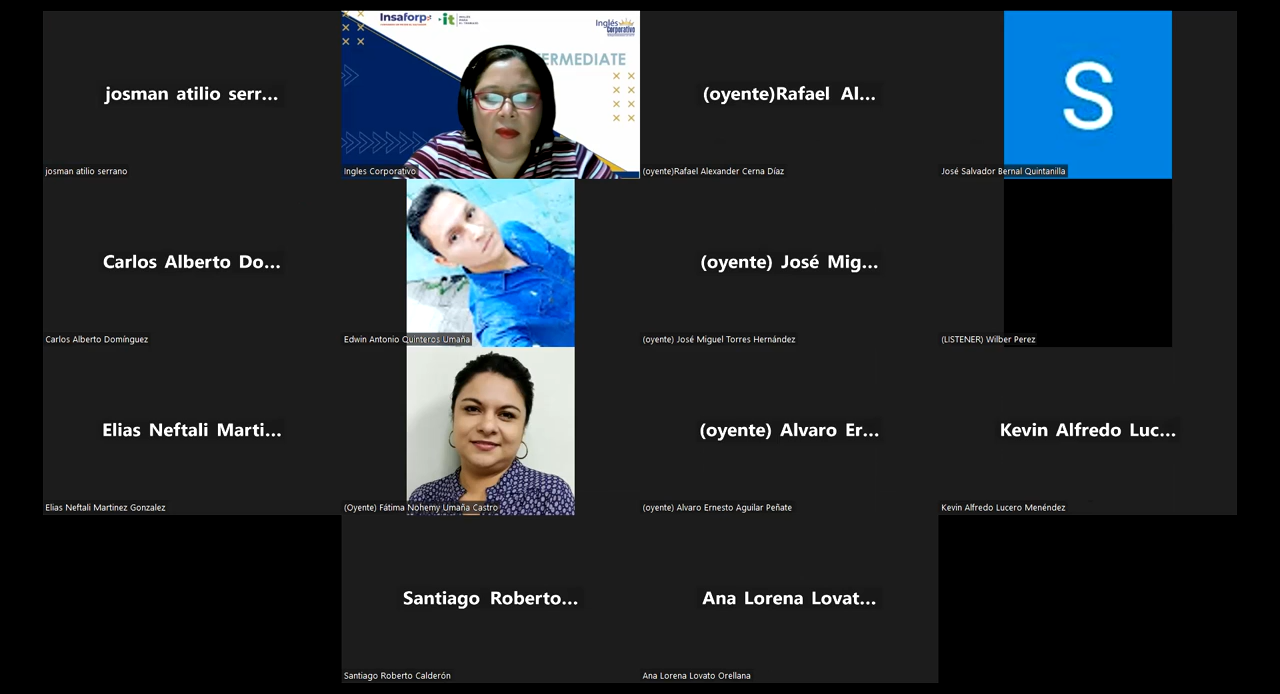 josman atilio serr...
josman atilio serrano
Insaforp
it
Inglés
Corporativo
ERMEDIATE
Ingles Corporativo
(oyente)Rafael Al...
(oyente)Rafael Alexander Cerna Díaz
S
José Salvador Bernal Quintanilla
Carlos Alberto Do...
Carlos Alberto Domínguez
Edwin Antonio Quinteros Umaña
(oyente) José Mig...
(oyente) José Miguel Torres Hernández
(LISTENER) Wilber Perez
Elias Neftali Marti...
Elias Neftali Martinez Gonzalez
(Oyente) Fátima Nohemy Umaña Castro
(oyente) Alvaro Er...
(oyente) Alvaro Ernesto Aguilar Peñate
Kevin Alfredo Luc...
Kevin Alfredo Lucero Menéndez
Santiago Roberto...
Santiago Roberto Calderón
Ana Lorena Lovat...
Ana Lorena Lovato Orellana